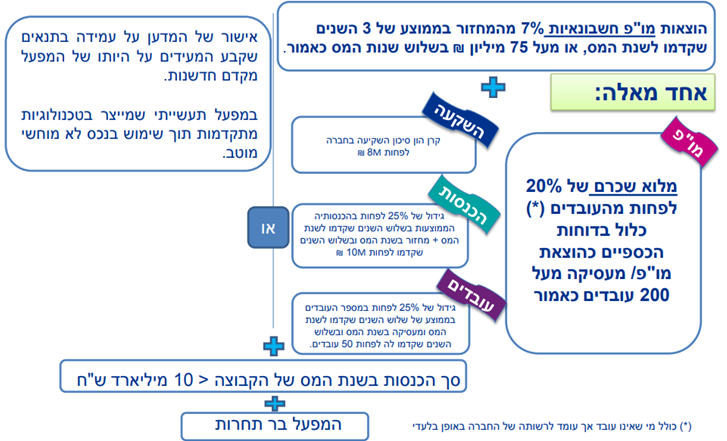 הוצאות מו"פ חשבונאיות 7% מהמחזור בממוצע של 3 השנים
שקדמו לשנת המס, או מעל 75 מיליון ₪ בשלוש שנות המס כאמור.
אחד מאלה:
מו"פ
מלוא שכרם של 20%
לפחות מהעובדים (*)
כלול בדוחות
הכספיים כהוצאת
מו"פ/ מעסיקה מעל
200 עובדים כאמור
השקעה
קרן הון סיכון השקיעה בחברה
לפחות 8M ₪
הכנסות
גידול של 25% לפחות בהכנסותיה
הממוצעות בשלוש השנים שקדמו לשנת
המס + מחזור בשנת המס ובשלוש השנים
שקדמו לפחות 10M ₪
עובדים
גידול של 25% לפחות במספר העובדים
בממוצע של שלוש השנים שקדמו לשנת
המס ומעסיקה בשנת המס ובשלוש
השנים שקדמו לה לפחות 50 עובדים.
או
אישור של המדען על עמידה בתנאים
שקבע המעידים על היותו של המפעל
מקדם חדשנות.
במפעל תעשייתי שמייצר בטכנולוגיות
מתקדמות תוך שימוש בנכס לא מוחשי
מוטב.
סך הכנסות בשנת המס של הקבוצה < 10 מיליארד ש"ח
המפעל בר תחרות
(*) כולל מי שאינו עובד אך עומד לרשותה של החברה באופן בלעדי